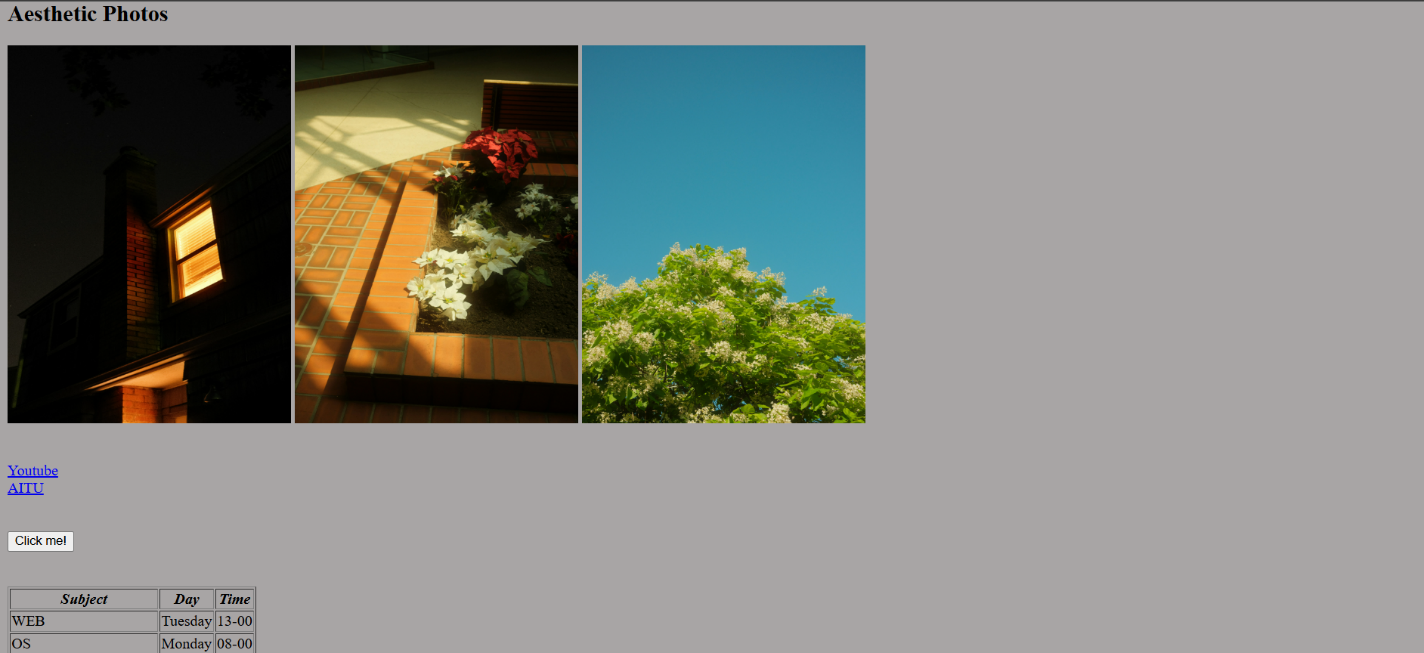 Aesthetic Photos
Youtube
AITU
Click me!
Subject Day Time
WEB Tuesday 13-00
OS Monday 08-00